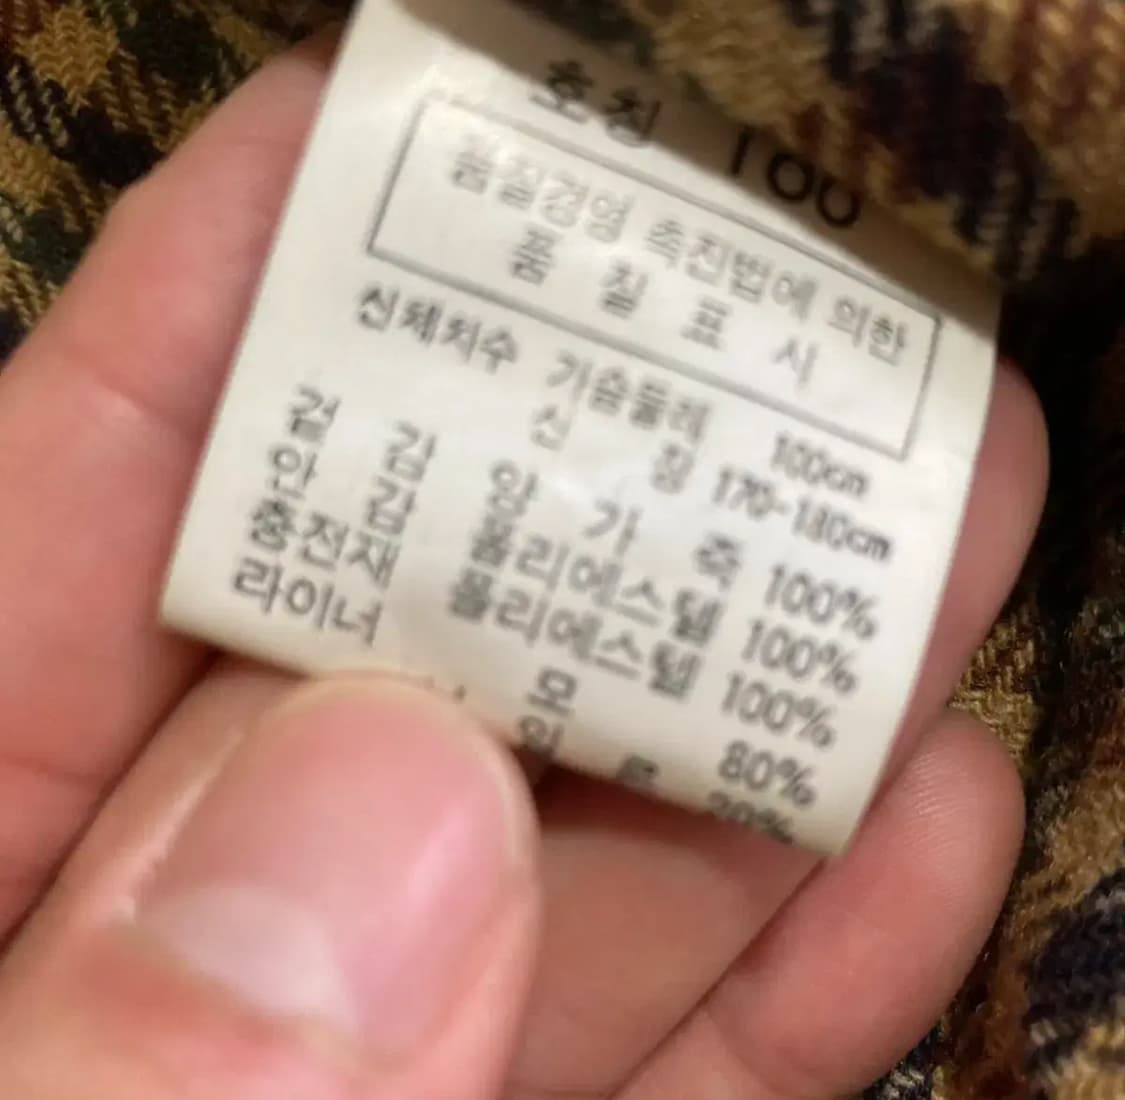 호칭 100
품질경영 촉진법에 의한
품 질 표 시
신체치수 가슴둘레 100cm
신 장 170-180cm
겉 감 양 가 죽 100%
안 감 폴리에스텔 100%
충전재 폴리에스텔 100%
라이너 모 80%